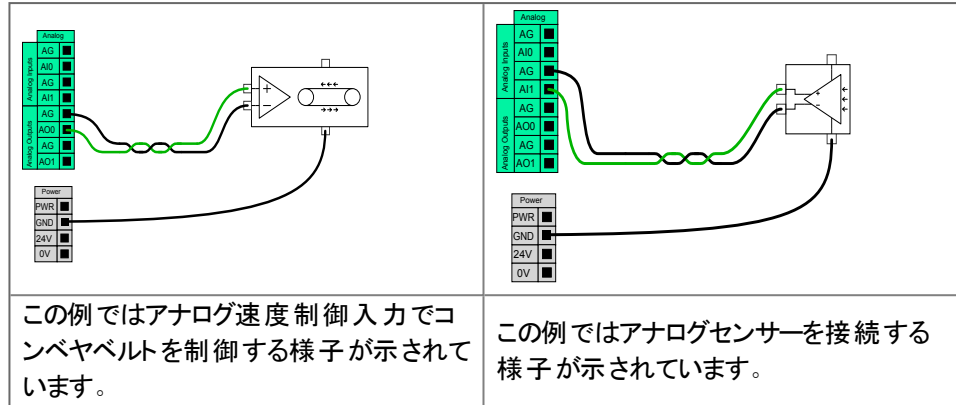 Analog
Analog Inputs
AG
AI0
AG
AI1
Analog Outputs
AG
AO0
AG
AO1
+
−
←←←
→→→
Power
PWR
GND
24V
0V
この例ではアナログ速度制御入力でコ
ンベヤベルトを制御する様子が示されて
います。
Analog
Analog Inputs
AG
AI0
AG
AI1
Analog Outputs
AG
AO0
AG
AO1
-
Power
PWR
GND
24V
0V
この例ではアナログセンサーを接続する
様子が示されています。